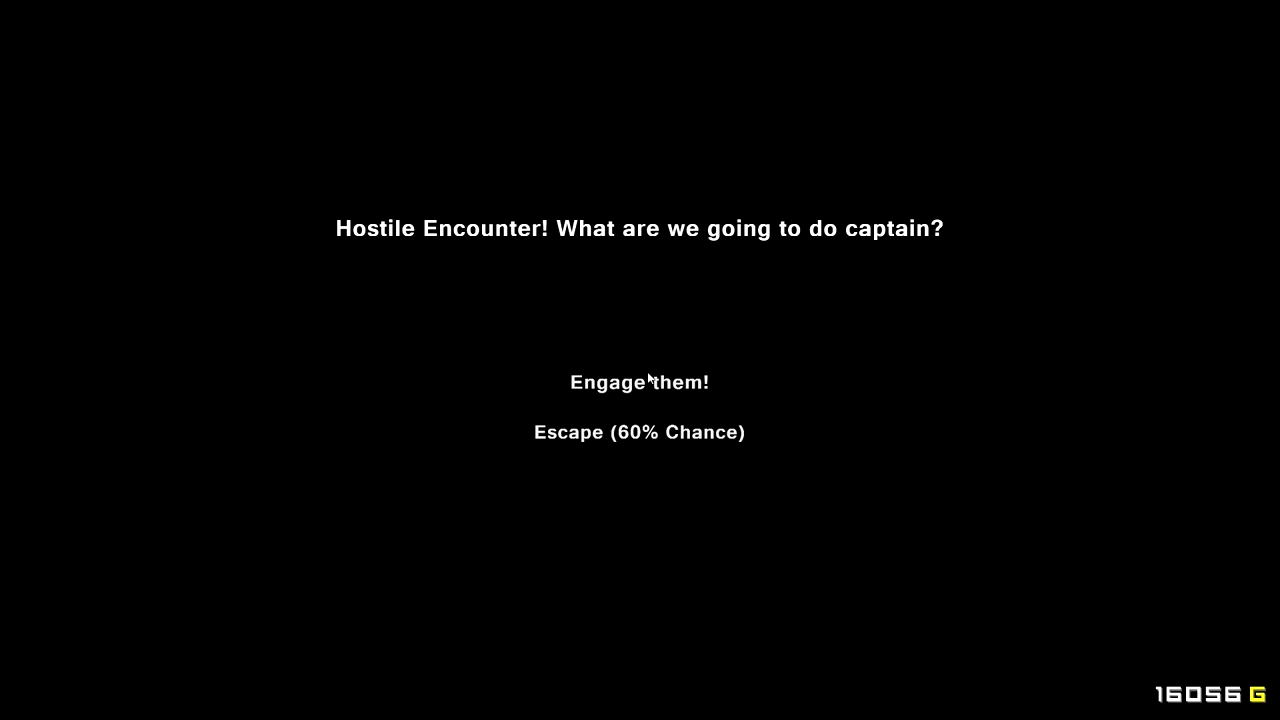 Hostile Encounter! What are we going to do captain?
Engage them!
Escape (60% Chance)
16056 G